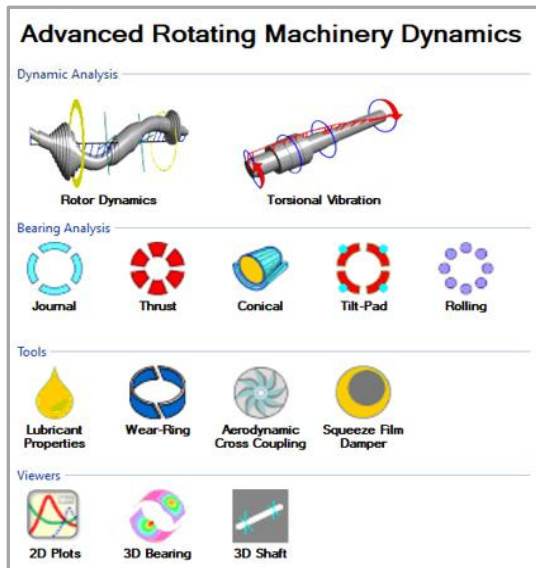 Advanced Rotating Machinery Dynamics
Dynamic Analysis
Rotor Dynamics
Torsional Vibration
Bearing Analysis
Journal
Thrust
Conical
Tilt-Pad
Rolling
Tools
Lubricant
Properties
Wear-Ring
Aerodynamic
Cross Coupling
Squeeze Film
Damper
Viewers
2D Plots
3D Bearing
3D Shaft